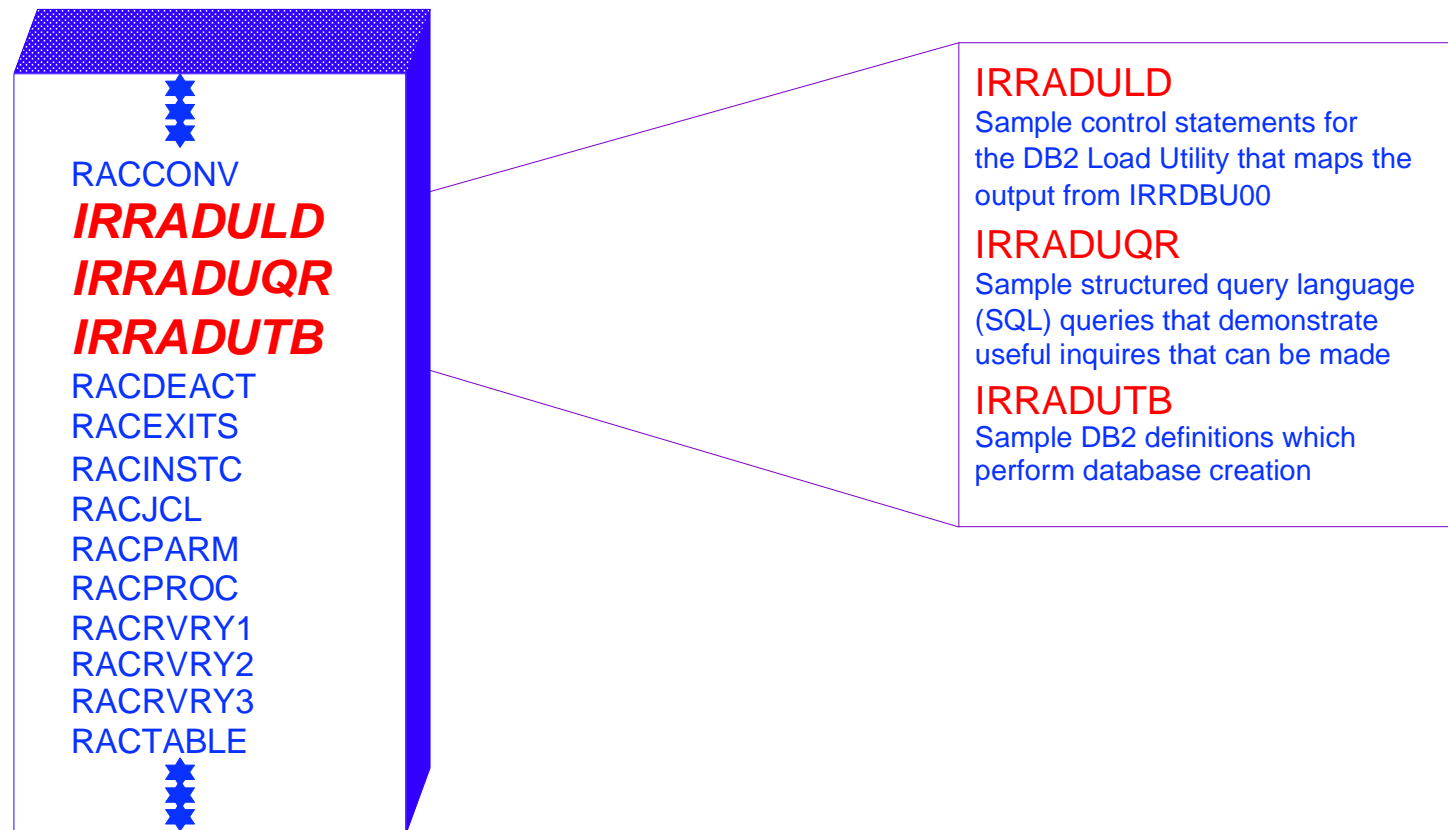 RACCONV
IRRADULD
IRRADUQR
IRRADUTB
RACDEACT
RACEXITS
RACINSTC
RACJCL
RACPARM
RACPROC
RACRVRY1
RACRVRY2
RACRVRY3
RACTABLE
IRRADULD
Sample control statements for
the DB2 Load Utility that maps the
output from IRRDBU00
IRRADUQR
Sample structured query language
(SQL) queries that demonstrate
useful inquires that can be made
IRRADUTB
Sample DB2 definitions which
perform database creation